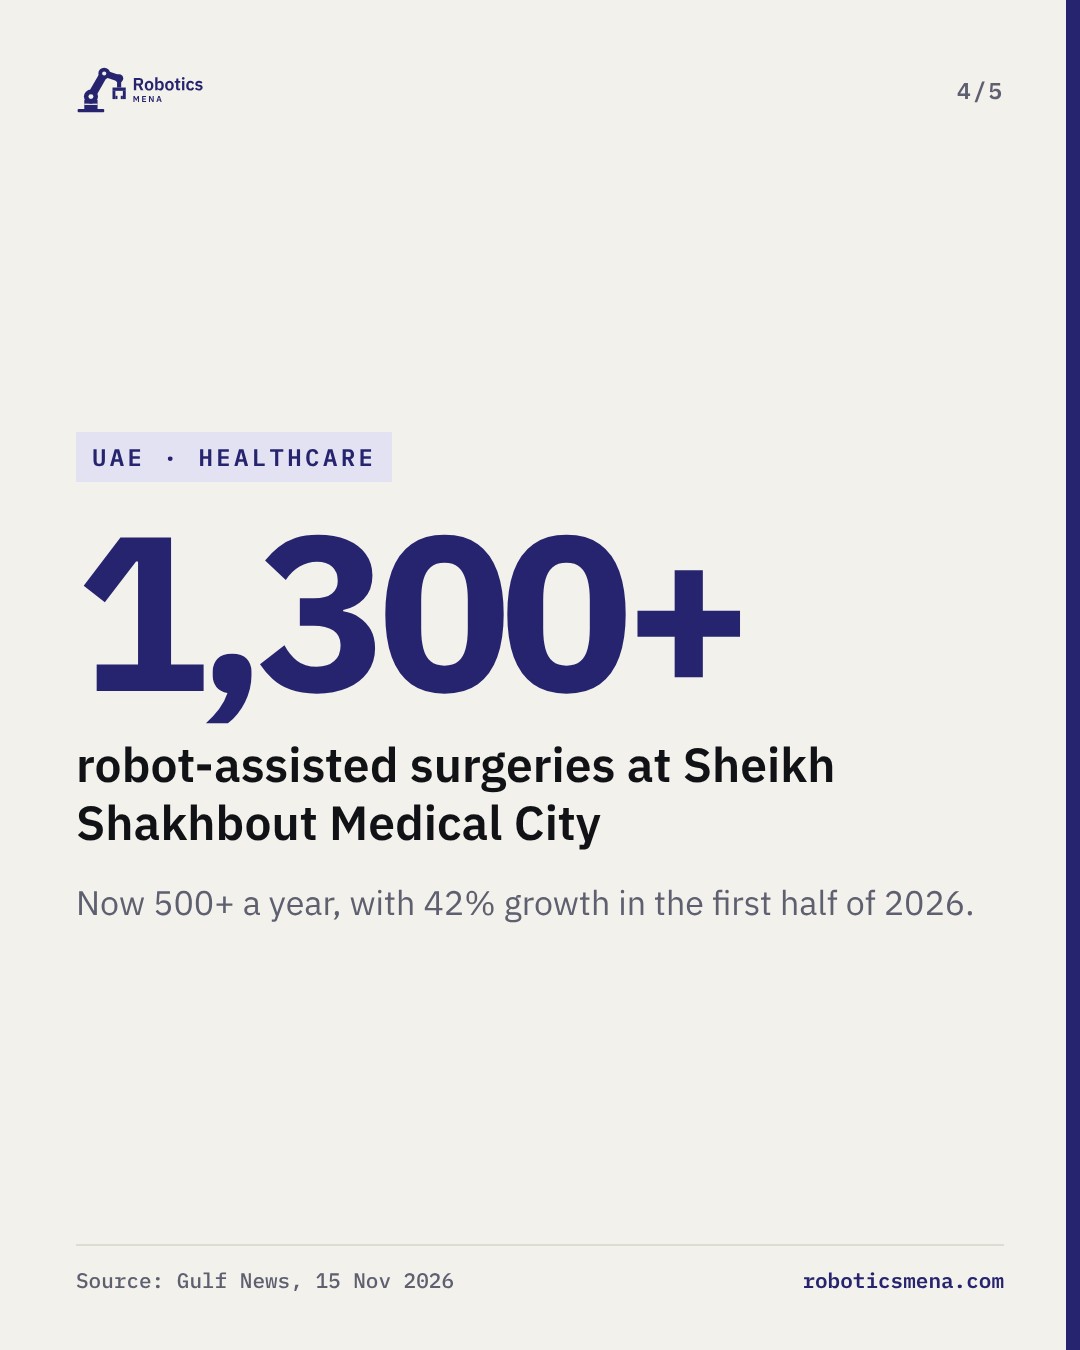 Robotics
MENA
4/5
UAE · HEALTHCARE
1,300+
robot-assisted surgeries at Sheikh
Shakhbout Medical City
Now 500+ a year, with 42% growth in the first half of 2026.
Source: Gulf News, 15 Nov 2026
roboticsmena.com